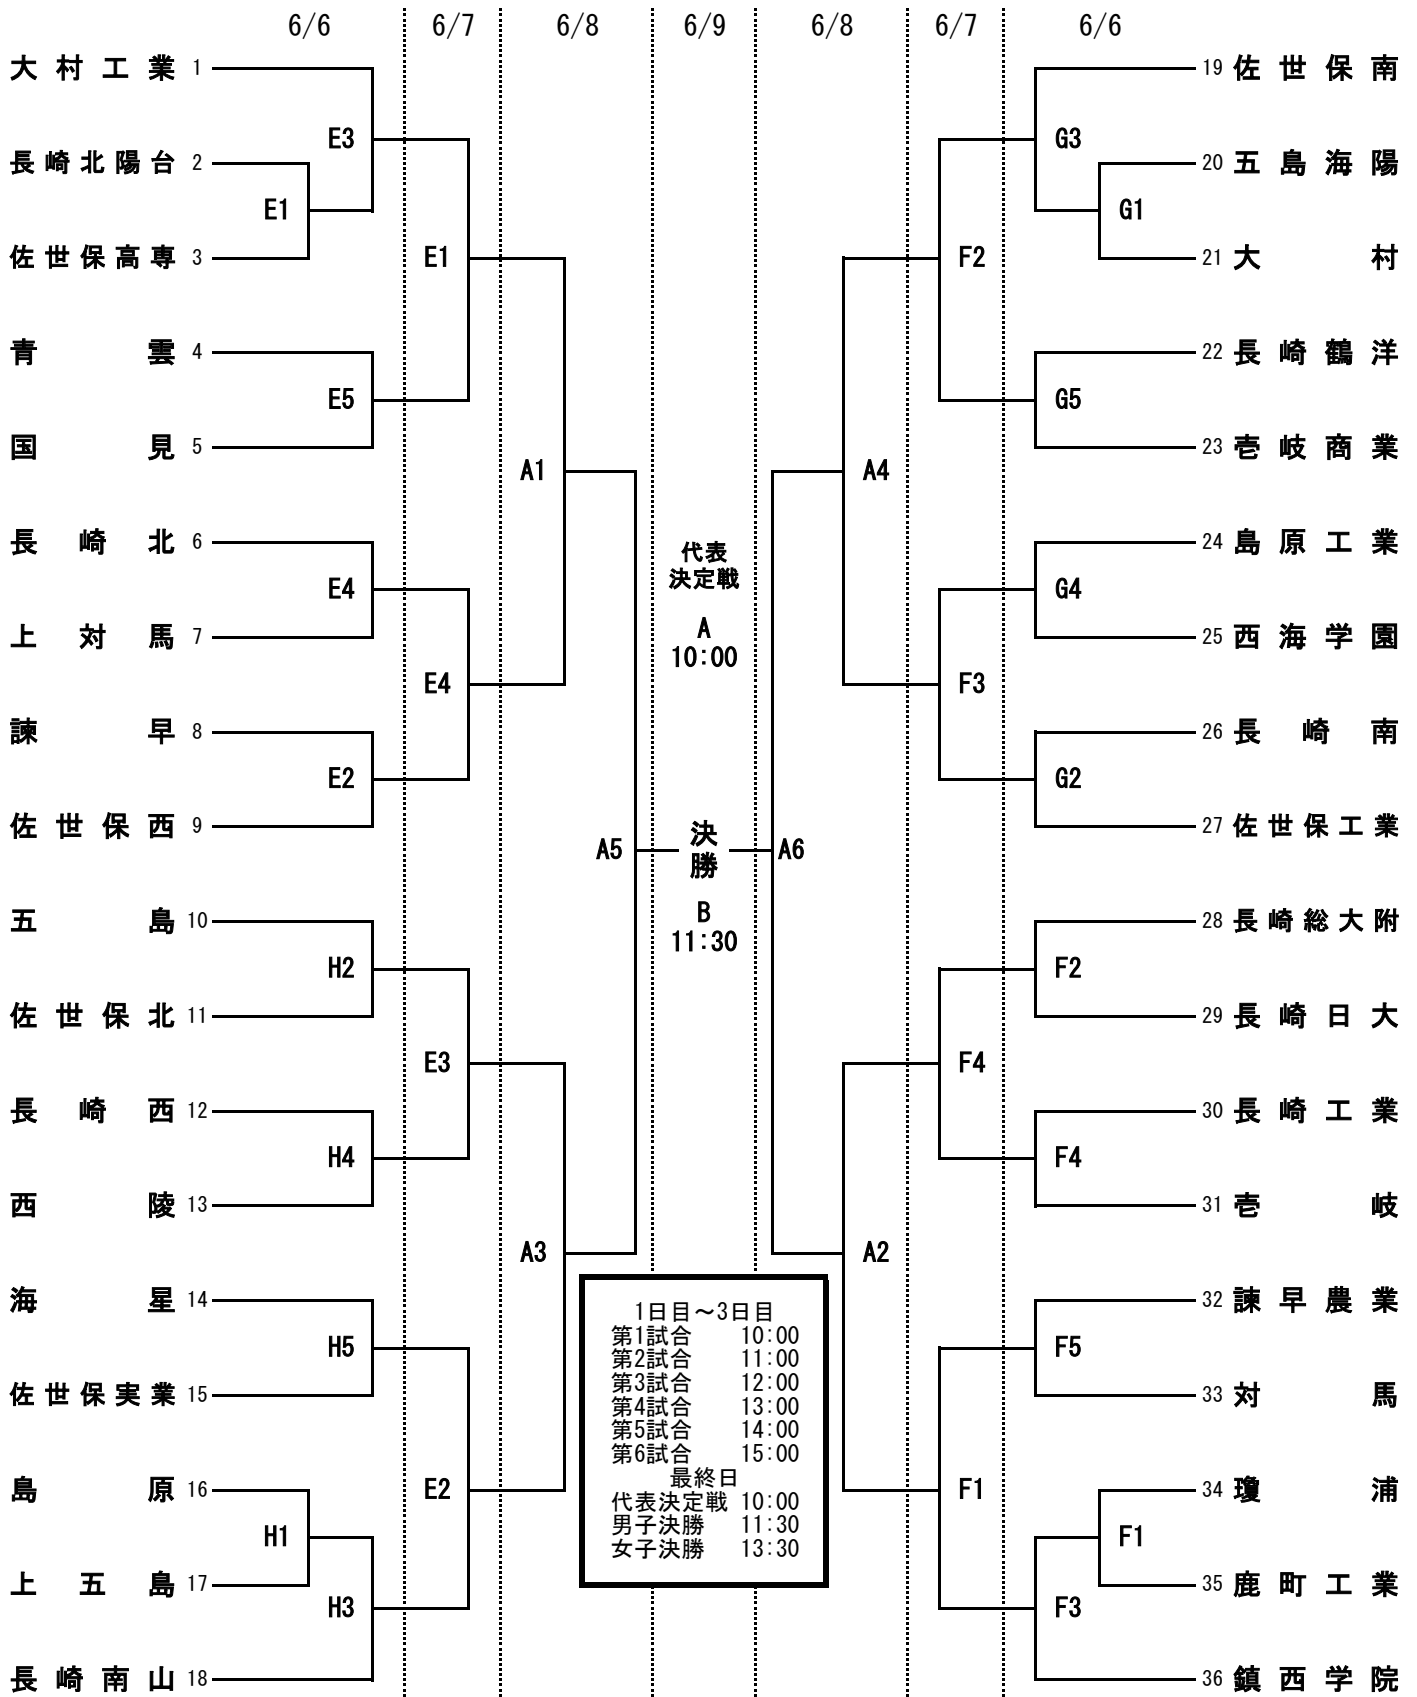 6/6 6/7 6/8 6/9 6/8 6/7 6/6
大村工業 1
E3
長崎北陽台 2
E1
佐世保高専 3
E1
青雲 4
E5
国見 5
A1
長崎北 6
E4
上対馬 7
E4
諫早 8
E2
佐世保西 9
A5
五島 10
H2
佐世保北 11
E3
長崎西 12
H4
西陵 13
A3
海星 14
H5
佐世保実業 15
E2
島原 16
H1
上五島 17
H3
長崎南山 18
代表
決定戦
A
10:00
決
勝
B
11:30
1日目～3日目
第1試合 10:00
第2試合 11:00
第3試合 12:00
第4試合 13:00
第5試合 14:00
第6試合 15:00
最終日
代表決定戦 10:00
男子決勝 11:30
女子決勝 13:30
19 佐世保南
G3
20 五島海陽
G1
21 大村
F2
22 長崎鶴洋
G5
23 壱岐商業
A4
24 島原工業
G4
25 西海学園
F3
26 長崎南
G2
27 佐世保工業
A6
28 長崎総大附
F2
29 長崎日大
F4
30 長崎工業
F4
31 壱岐
A2
32 諫早農業
F5
33 対馬
F1
34 瓊浦
F1
35 鹿町工業
F3
36 鎮西学院